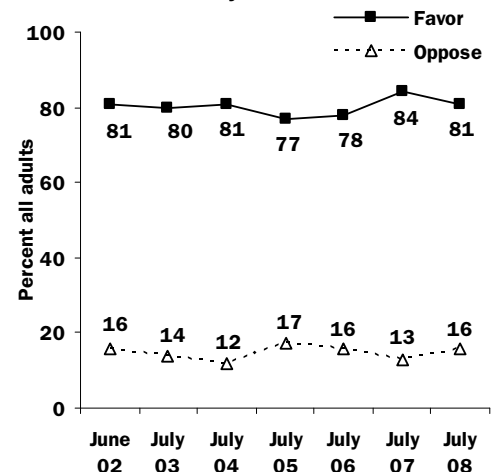 Favor
Oppose
Percent all adults
100
80
60
40
20
0
81 80 81 77 78 84 81
16 14 12 17 16 13 16
June 02
July 03
July 04
July 05
July 06
July 07
July 08